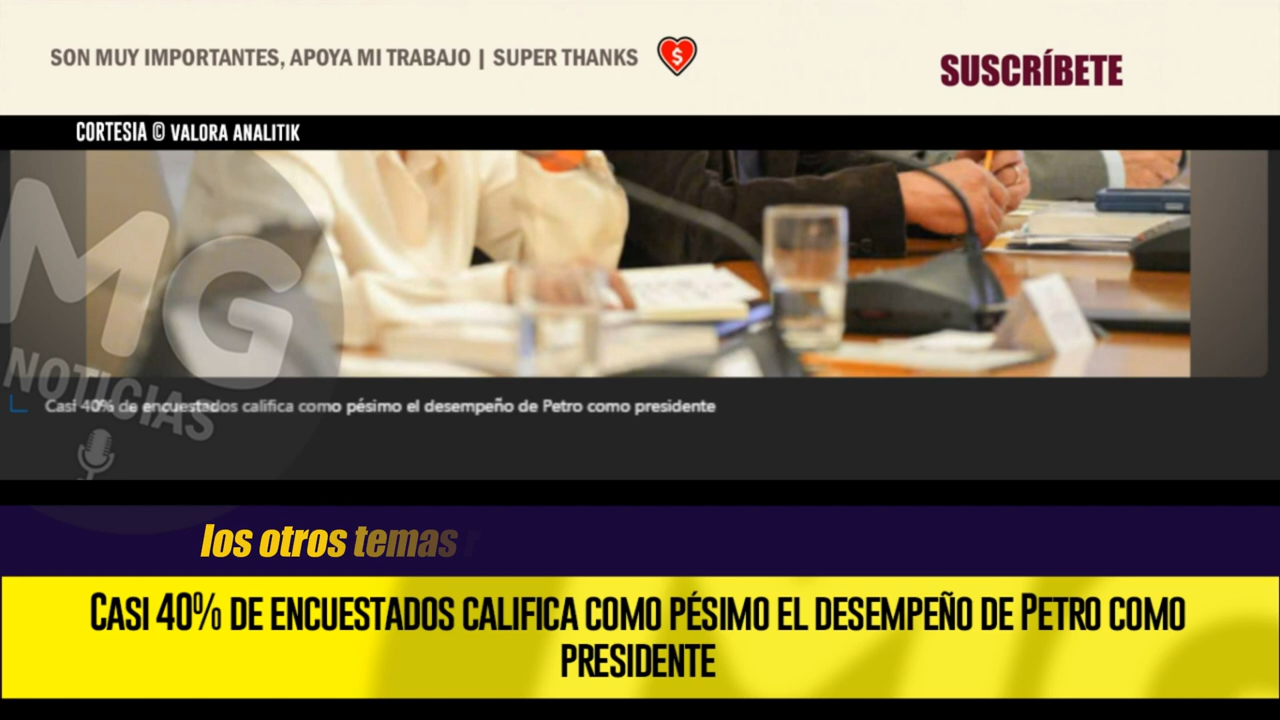 SON MUY IMPORTANTES, APOYA MI TRABAJO | SUPER THANKS
$
SUSCRÍBETE
CORTESIA © VALORA ANALITIK
MG
NOTICIAS
Casi 40% de encuestados califica como pésimo el desempeño de Petro como presidente
los otros temas
CASI 40% DE ENCUESTADOS CALIFICA COMO PÉSIMO EL DESEMPEÑO DE PETRO COMO
PRESIDENTE